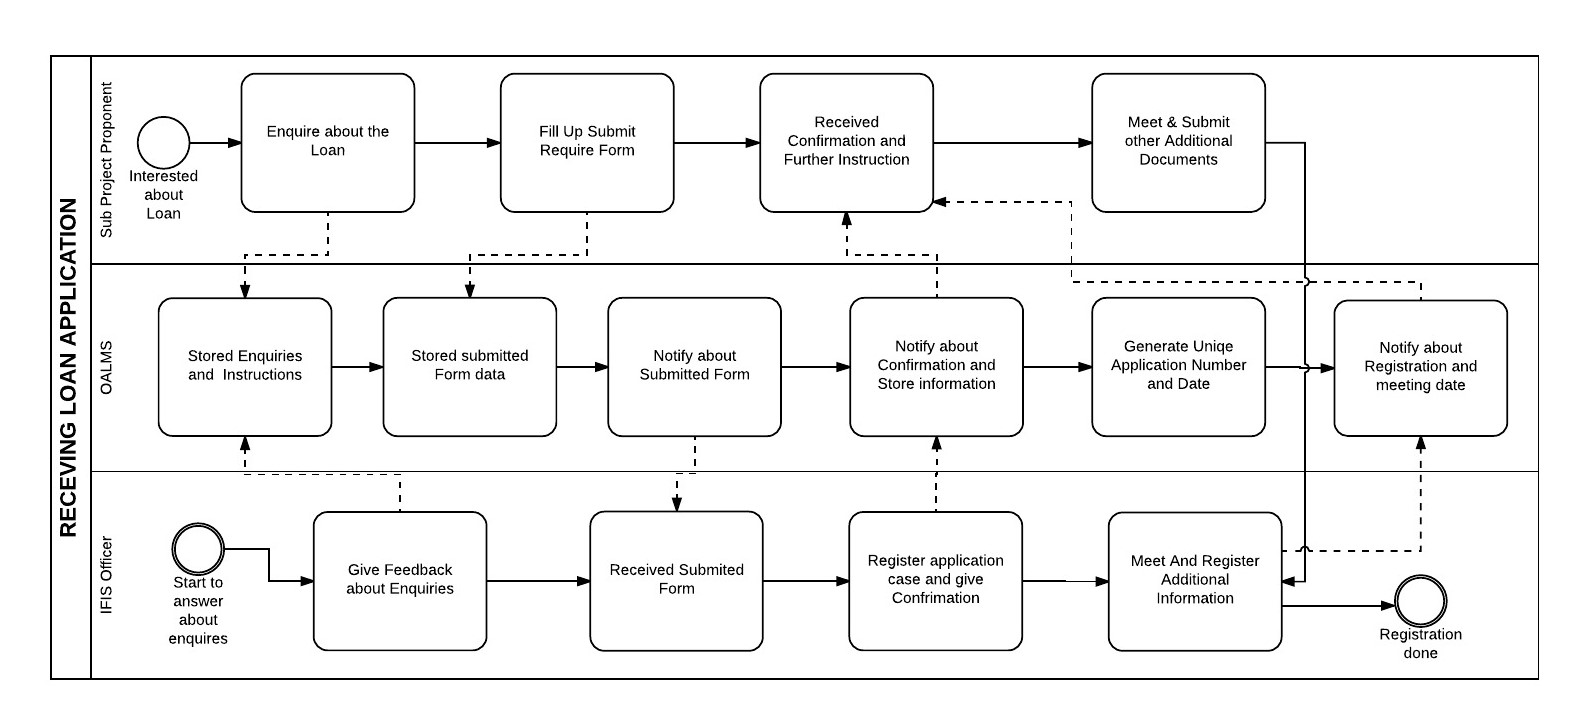 RECEVING LOAN APPLICATION
Sub Project Proponent
Interested
about
Loan
Enquire about the
Loan
Fill Up Submit
Require Form
Received
Confirmation and
Further Instruction
Meet & Submit
other Additional
Documents
OALMS
Stored Enquiries
and Instructions
Stored submitted
Form data
Notify about
Submitted Form
Notify about
Confirmation and
Store information
Generate Uniqe
Application Number
and Date
Notify about
Registration and
meeting date
IFIS Officer
Start to
answer
about
enquires
Give Feedback
about Enquiries
Received Submited
Form
Register application
case and give
Confrimation
Meet And Register
Additional
Information
Registration
done